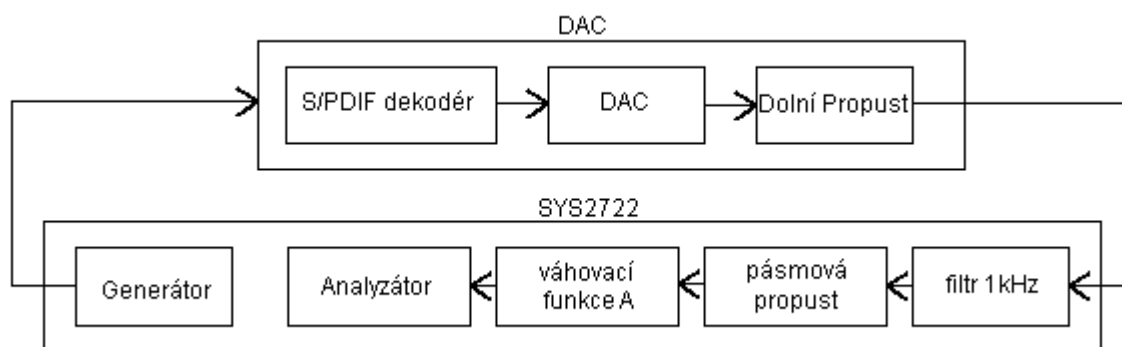 DAC
S/PDIF dekodér
DAC
Dolní Propust
SYS2722
Generátor
Analyzátor
váhovací
funkce A
pásmová
propust
filtr 1kHz